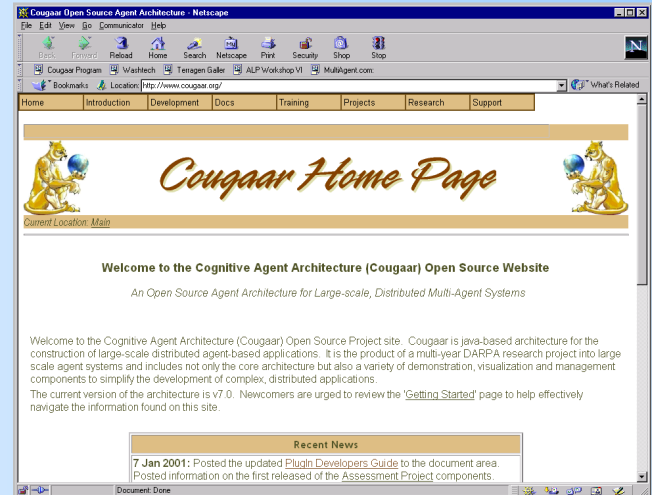 Cougaar Open Source Agent Architecture - Netscape
File Edit View Go Communicator Help
Back Forward Reload Home Search Netscape Print Security Shop Stop
Cougaar Program Washtech Terragen Galler ALP Workshop VI MultiAgent.com:
Bookmarks Location: http://www.cougaar.org/ What's Related
Home Introduction Development Docs Training Projects Research Support
Cougaar Home Page
Current Location: Main
Welcome to the Cognitive Agent Architecture (Cougaar) Open Source Website
An Open Source Agent Architecture for Large-scale, Distributed Multi-Agent Systems
Welcome to the Cognitive Agent Architecture (Cougaar) Open Source Project site. Cougaar is java-based architecture for the
construction of large-scale distributed agent-based applications. It is the product of a multi-year DARPA research project into large
scale agent systems and includes not only the core architecture but also a variety of demonstration, visualization and management
components to simplify the development of complex, distributed applications.
The current version of the architecture is v7.0. Newcomers are urged to review the 'Getting Started' page to help effectively
navigate the information found on this site.
Recent News
7 Jan 2001: Posted the updated PlugIn Developers Guide to the document area.
Posted information on the first released of the Assessment Project components.
Document: Done